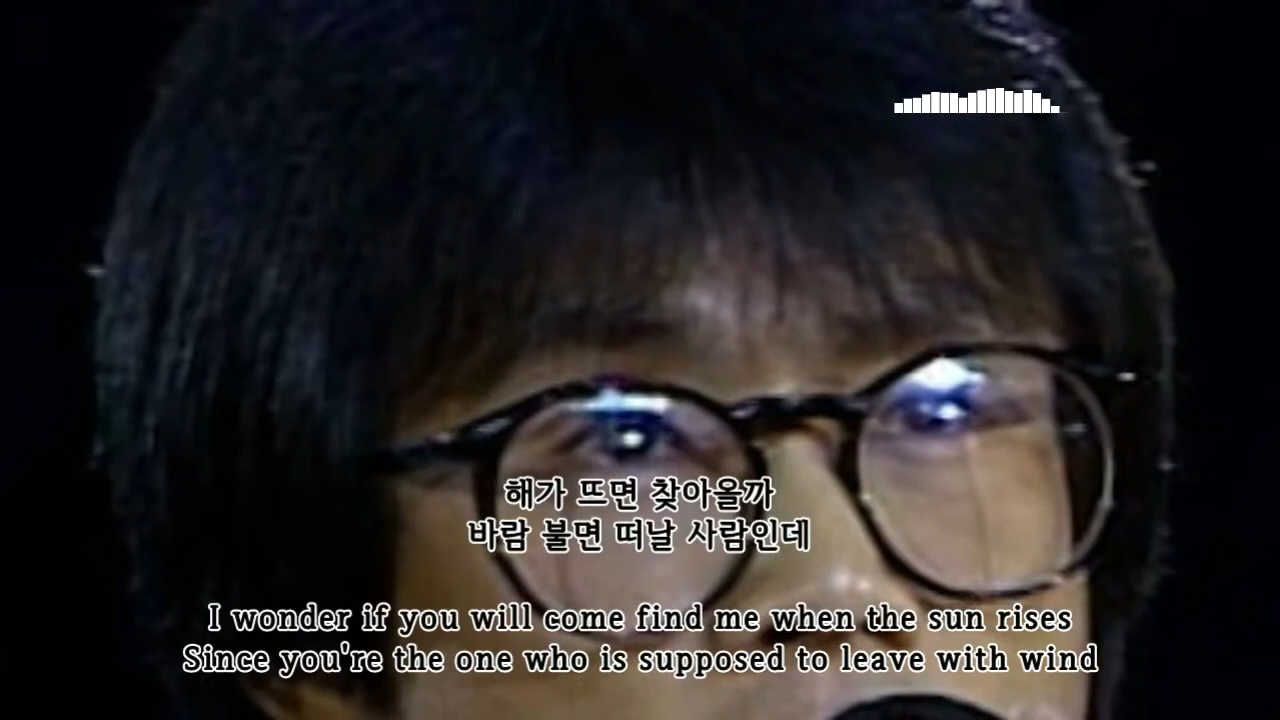 해가 뜨면 찾아올까
바람 불면 떠날 사람인데
I wonder if you will come find me when the sun rises
Since you're the one who is supposed to leave with wind